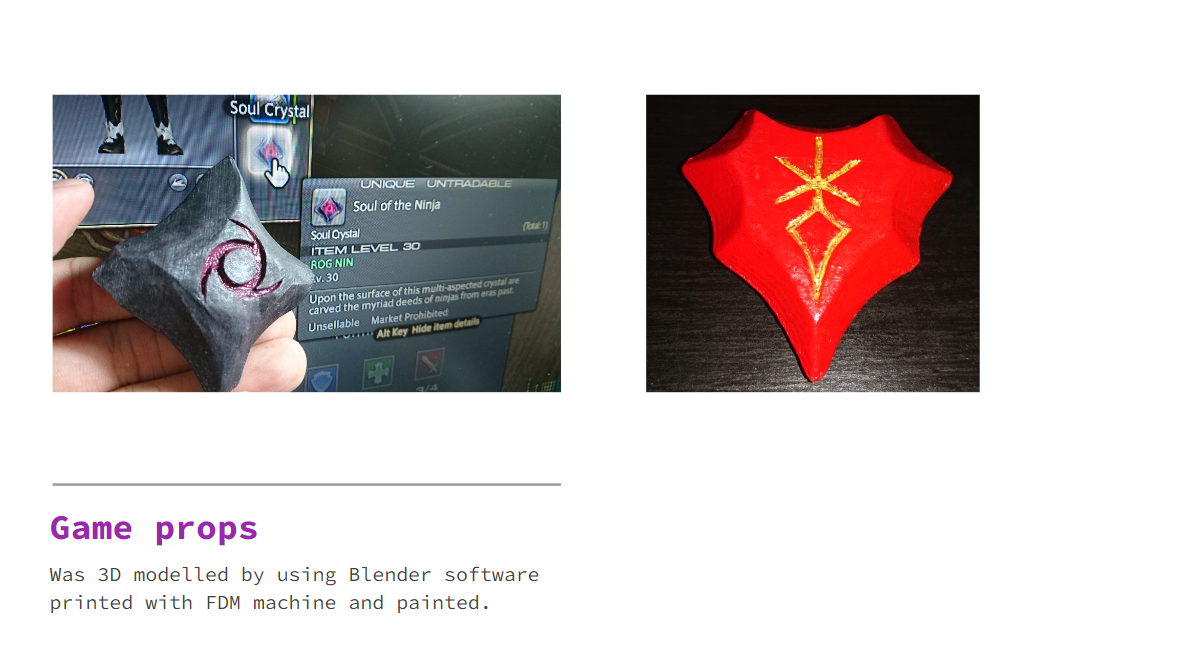 Soul Crystal
UNIQUE UNTRADABLE
Soul of the Ninja
Soul Crystal
(Total: 1)
ITEM LEVEL 30
ROG NIN
Lv. 30
Upon the surface of this multi-aspected crystal are
carved the myriad deeds of ninjas from eras past.
Unsellable Market Prohibited
Alt Key Hide item details
3/4
Game props
Was 3D modelled by using Blender software
printed with FDM machine and painted.